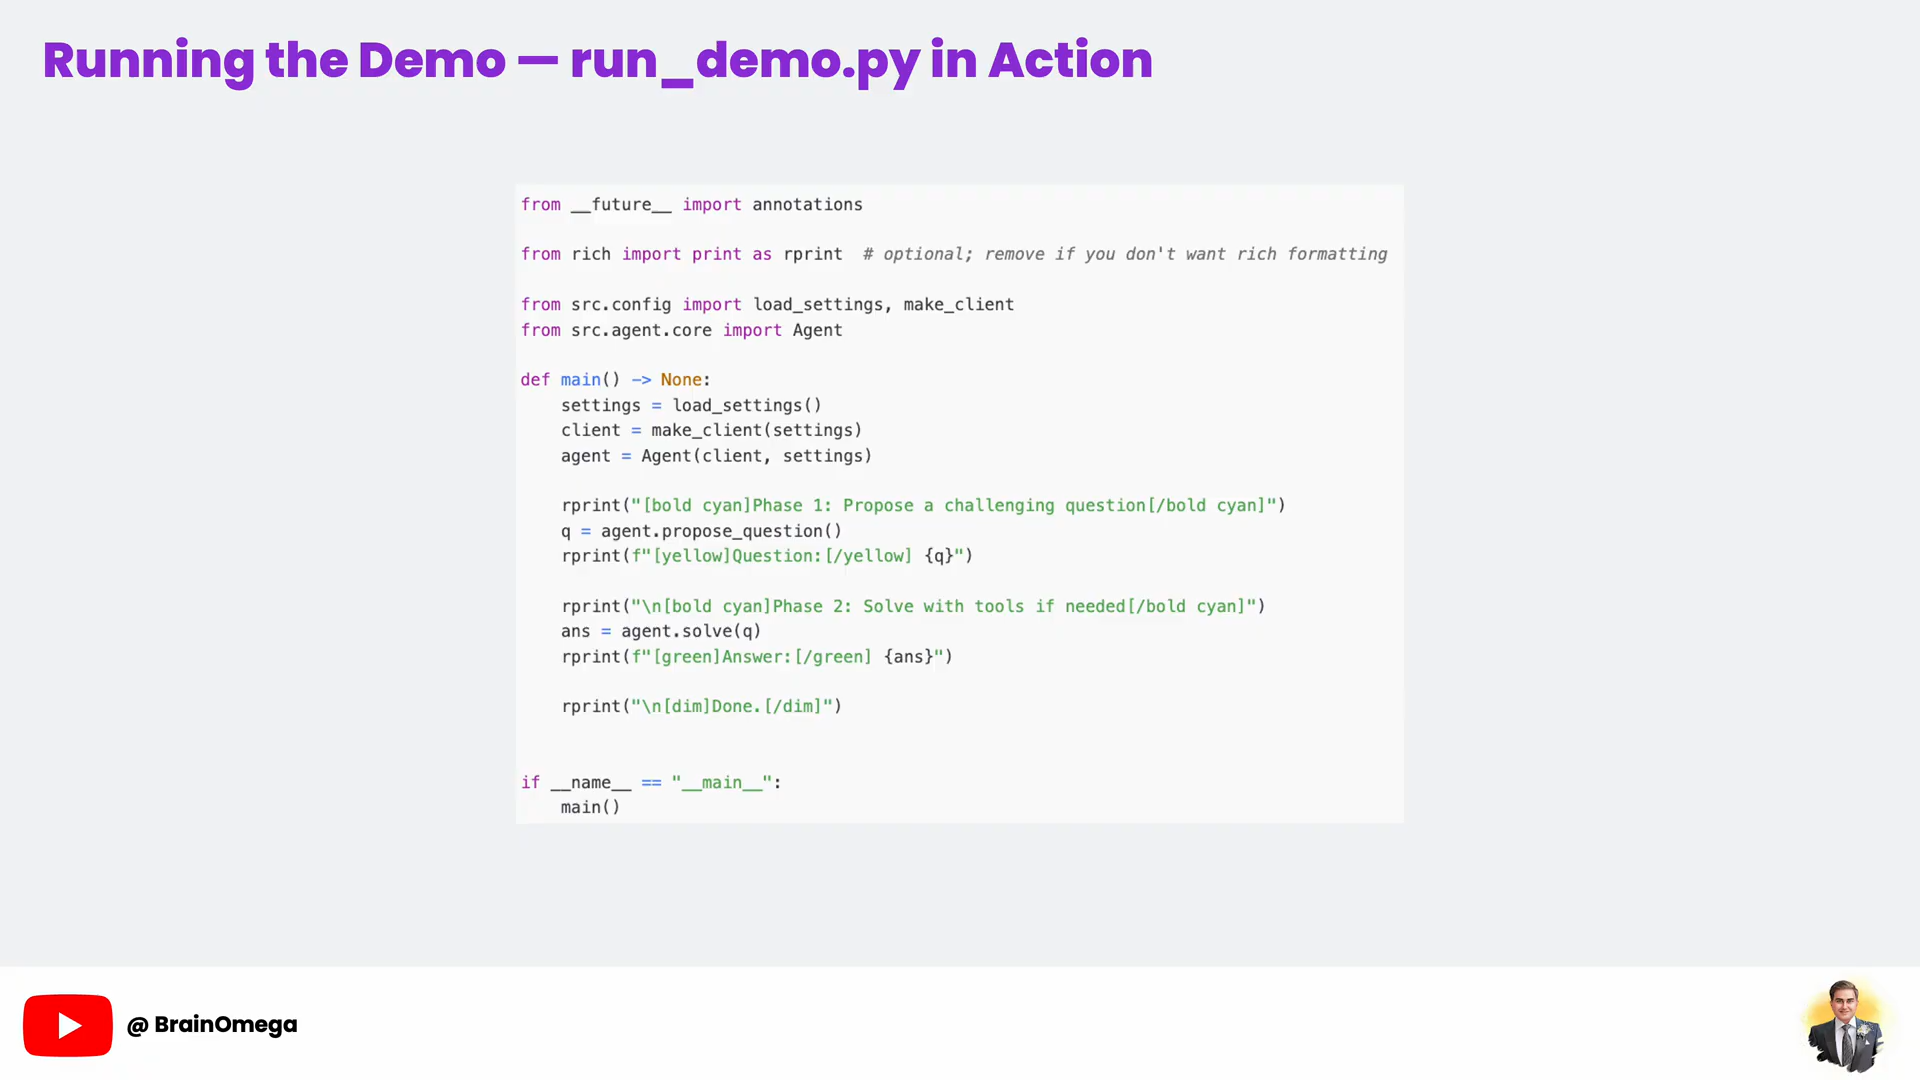 Running the Demo — run_demo.py in Action
from __future__ import annotations
from rich import print as rprint  # optional; remove if you don't want rich formatting
from src.config import load_settings, make_client
from src.agent.core import Agent
def main() -> None:
    settings = load_settings()
    client = make_client(settings)
    agent = Agent(client, settings)
    rprint("[bold cyan]Phase 1: Propose a challenging question[/bold cyan]")
    q = agent.propose_question()
    rprint(f"[yellow]Question:[/yellow] {q}")
    rprint("\n[bold cyan]Phase 2: Solve with tools if needed[/bold cyan]")
    ans = agent.solve(q)
    rprint(f"[green]Answer:[/green] {ans}")
    rprint("\n[dim]Done.[/dim]")
if __name__ == "__main__":
    main()
@ BrainOmega